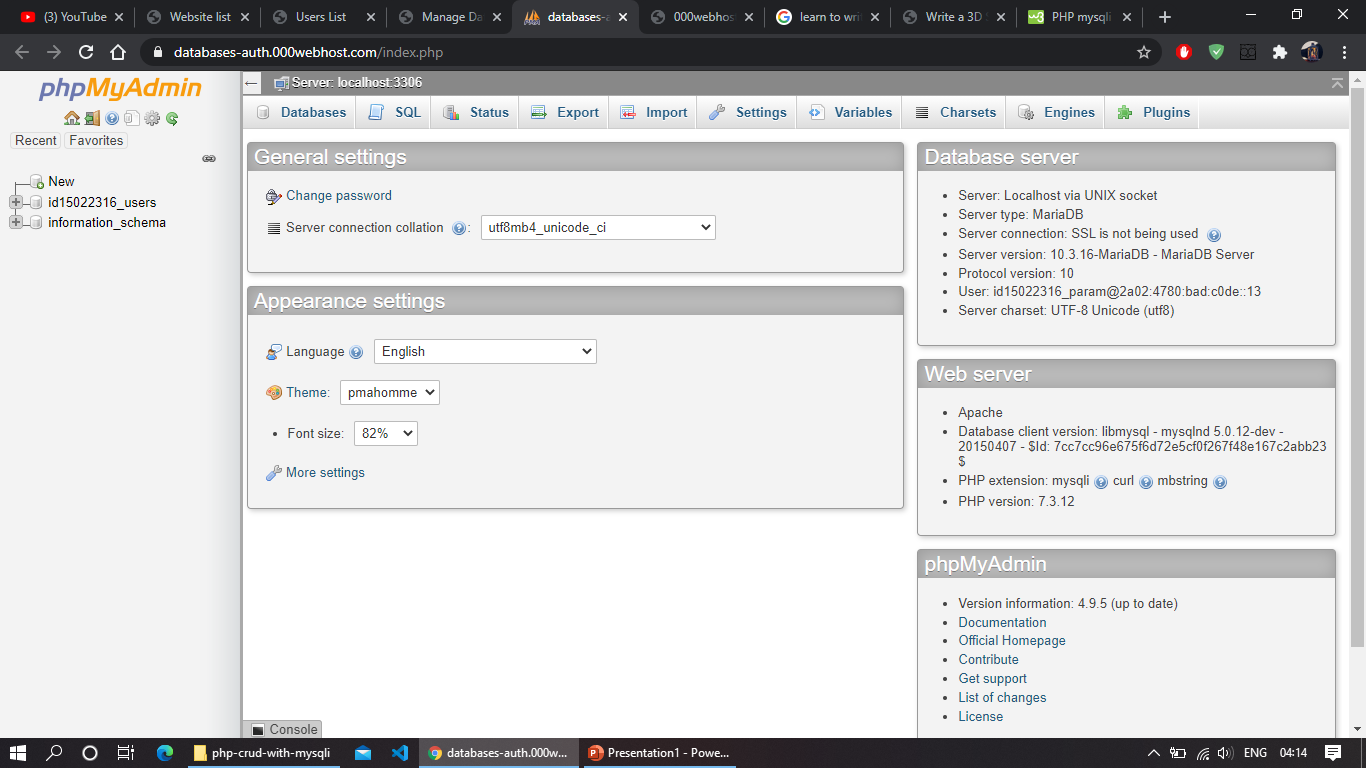 (3) YouTube
Website list
Users List
Manage Da
databases-a
000webhos
learn to wri
Write a 3D
PHP mysqli
databases-auth.000webhost.com/index.php
phpMyAdmin
Recent
Favorites
New
id15022316_users
information_schema
Server: localhost:3306
Databases
SQL
Status
Export
Import
Settings
Variables
Charsets
Engines
Plugins
General settings
Change password
Server connection collation :
utf8mb4_unicode_ci
Appearance settings
Language
English
Theme:
pmahomme
Font size:
82%
More settings
Database server
Server: Localhost via UNIX socket
Server type: MariaDB
Server connection: SSL is not being used
Server version: 10.3.16-MariaDB - MariaDB Server
Protocol version: 10
User: id15022316_param@2a02:4780:bad:c0de::13
Server charset: UTF-8 Unicode (utf8)
Web server
Apache
Database client version: libmysql - mysqlnd 5.0.12-dev -
20150407 - $Id: 7cc7cc96e675f6d72e5cf0f267f48e167c2abb23
$
PHP extension: mysqli curl mbstring
PHP version: 7.3.12
phpMyAdmin
Version information: 4.9.5 (up to date)
Documentation
Official Homepage
Contribute
Get support
List of changes
License
Console
php-crud-with-mysqli
databases-auth.000w...
Presentation1 - Powe...
ENG
04:14